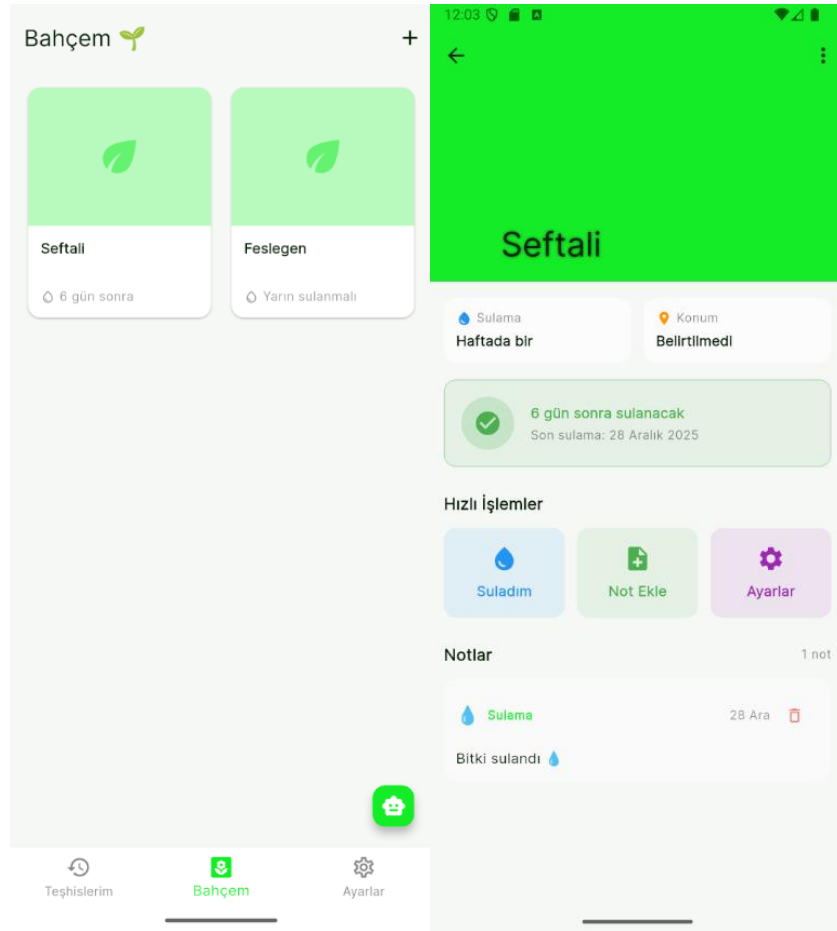 Bahçem 🌱
+
Seftali
6 gün sonra
Feslegen
Yarın sulanmalı
Teşhislerim
Bahçem
Ayarlar
12:03
Seftali
Sulama
Haftada bir
Konum
Belirtilmedi
6 gün sonra sulanacak
Son sulama: 28 Aralık 2025
Hızlı İşlemler
Suladım
Not Ekle
Ayarlar
Notlar
1 not
💧 Sulama
28 Ara
Bitki sulandı 💧